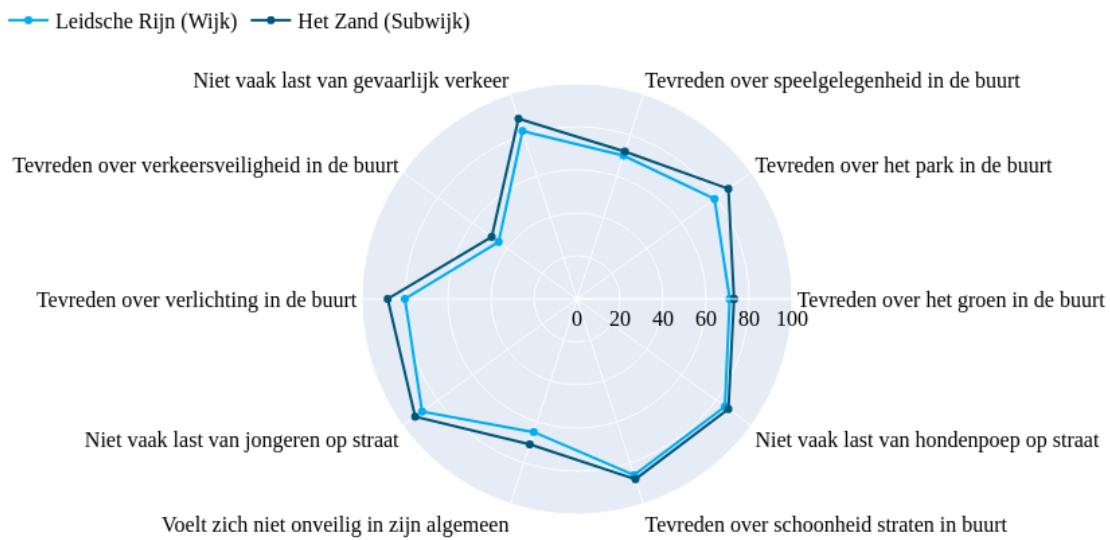 Leidsche Rijn (Wijk) Het Zand (Subwijk)
Niet vaak last van gevaarlijk verkeer Tevreden over speelgelegenheid in de buurt
Tevreden over verkeersveiligheid in de buurt Tevreden over het park in de buurt
Tevreden over verlichting in de buurt Tevreden over het groen in de buurt
0 20 40 60 80 100
Niet vaak last van jongeren op straat Niet vaak last van hondenpoep op straat
Voelt zich niet onveilig in zijn algemeen Tevreden over schoonheid straten in buurt